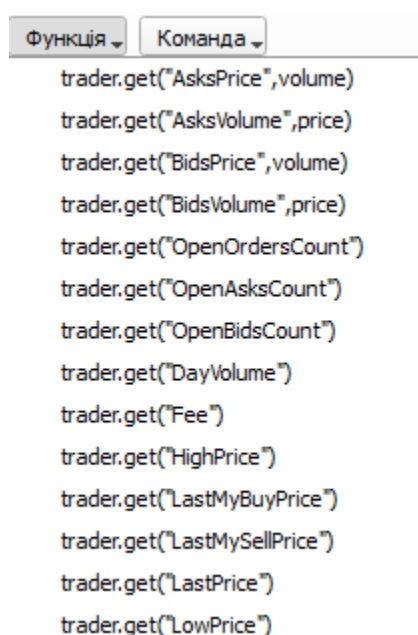 Функція Команда
trader.get("AsksPrice",volume)
trader.get("AsksVolume",price)
trader.get("BidsPrice",volume)
trader.get("BidsVolume",price)
trader.get("OpenOrdersCount")
trader.get("OpenAsksCount")
trader.get("OpenBidsCount")
trader.get("DayVolume")
trader.get("Fee")
trader.get("HighPrice")
trader.get("LastMyBuyPrice")
trader.get("LastMySellPrice")
trader.get("LastPrice")
trader.get("LowPrice")